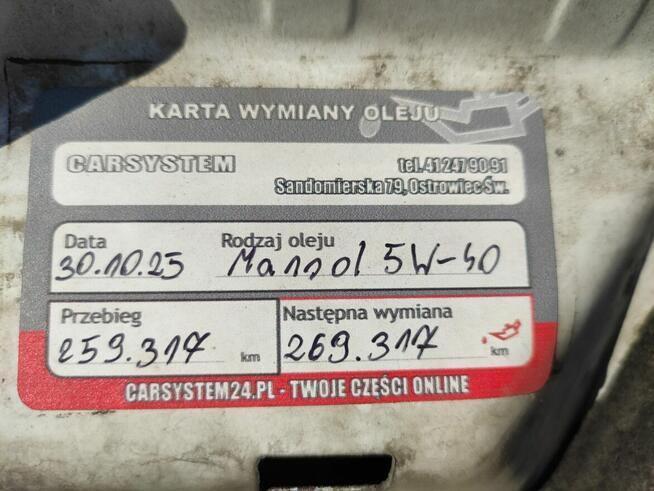 KARTA WYMIANY OLEJU
CARSYSTEM tel. 41 247 90 91
Sandomierska 79, Ostrowiec Św.
Data Rodzaj oleju
30.10.25 Mannol 5W-40
Przebieg Następna wymiana
259.317 km 269.317 km
CARSYSTEM24.PL - TWOJE CZĘŚCI ONLINE